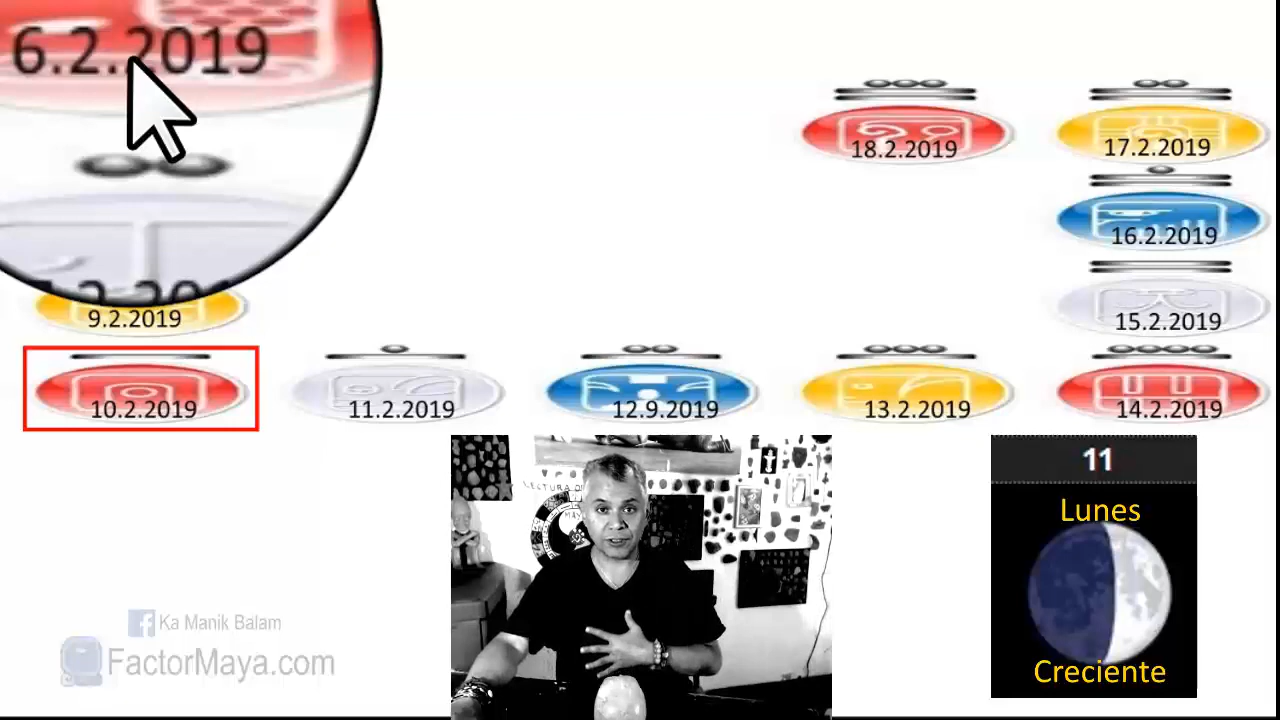 6.2.2019
18.2.2019
17.2.2019
16.2.2019
9.2.2019
15.2.2019
10.2.2019
11.2.2019
12.9.2019
13.2.2019
14.2.2019
11
Lunes
Creciente
LECTURA
MAYA
Ka Manik Balam
FactorMaya.com